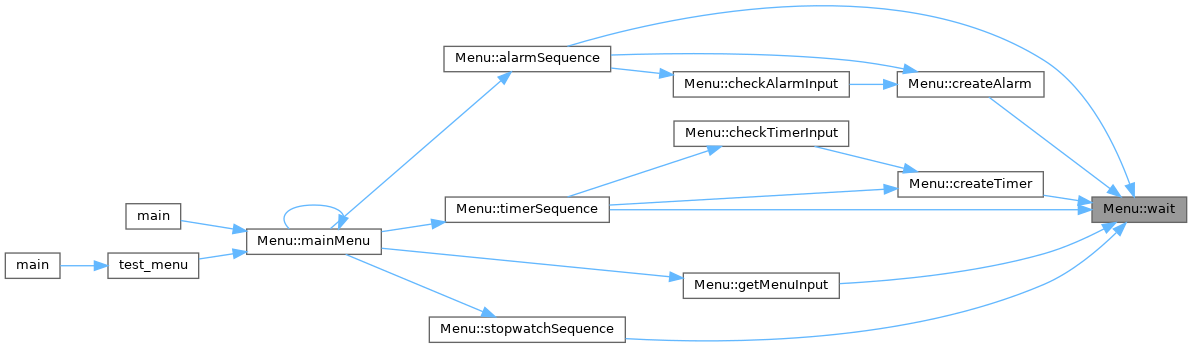 Menu::alarmSequence
Menu::checkAlarmInput
Menu::createAlarm
Menu::checkTimerInput
Menu::createTimer
Menu::timerSequence
Menu::wait
main
Menu::mainMenu
main
test_menu
Menu::getMenuInput
Menu::stopwatchSequence